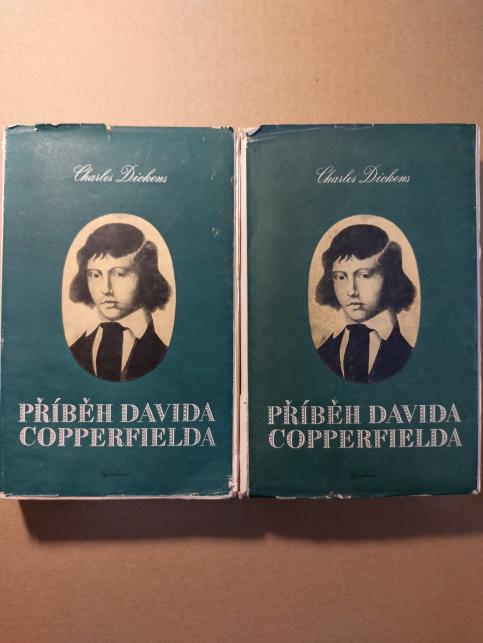 Charles Dickens
PŘÍBĚH DAVIDA
COPPERFIELDA
Charles Dickens
PŘÍBĚH DAVIDA
COPPERFIELDA